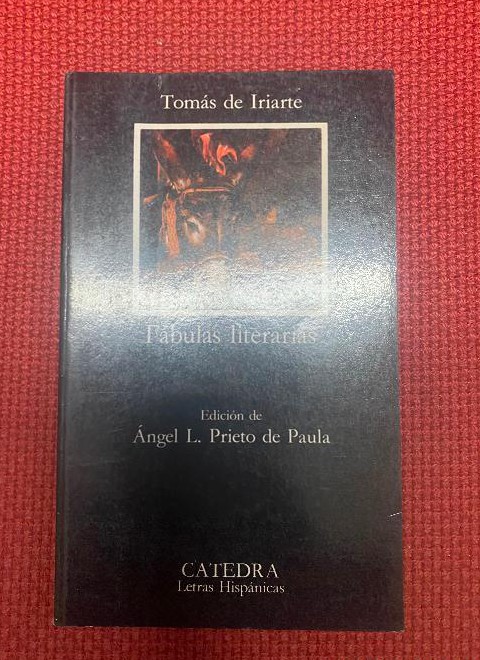 Tomás de Iriarte
Fábulas literarias
Edición de
Ángel L. Prieto de Paula
CATEDRA
Letras Hispánicas